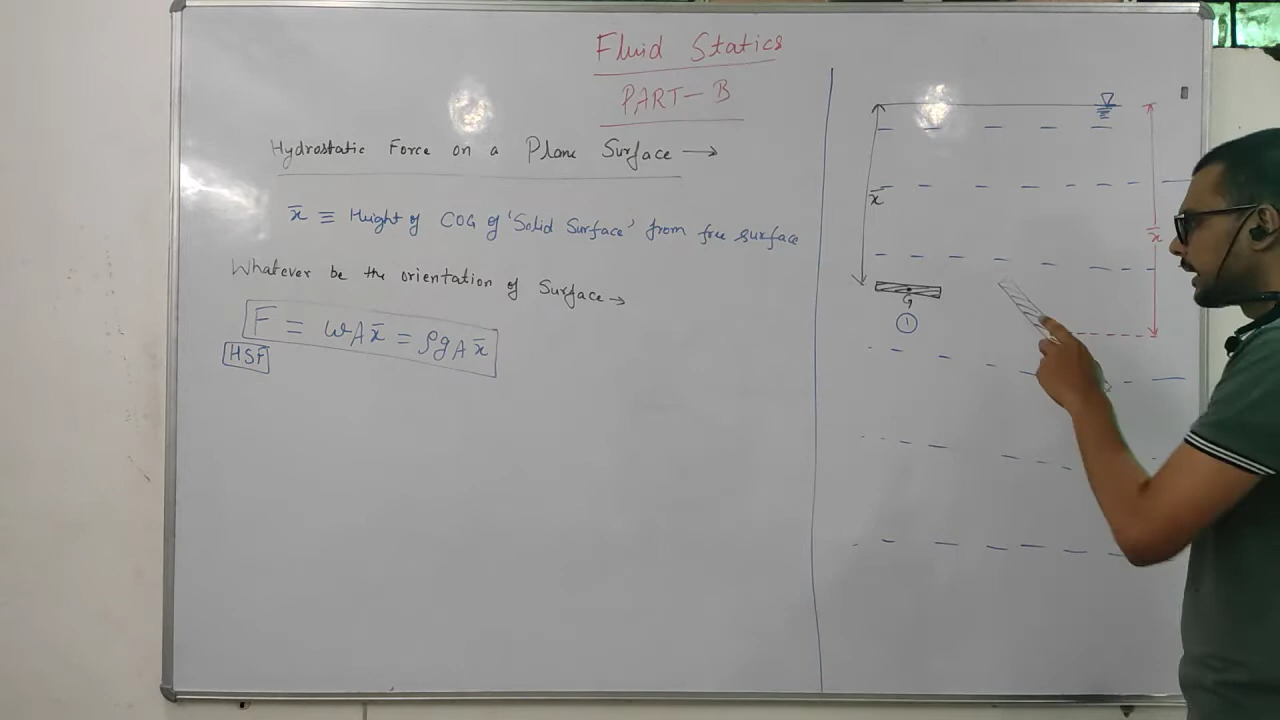 Fluid Statics
PART-B
Hydrostatic Force on a Plane Surface →
x̄ ≡ Height of COG of 'Solid Surface' from free surface
Whatever be the orientation of Surface→
F = wAx̄ = ρgAx̄
HSF
x̄
x̄
G
1